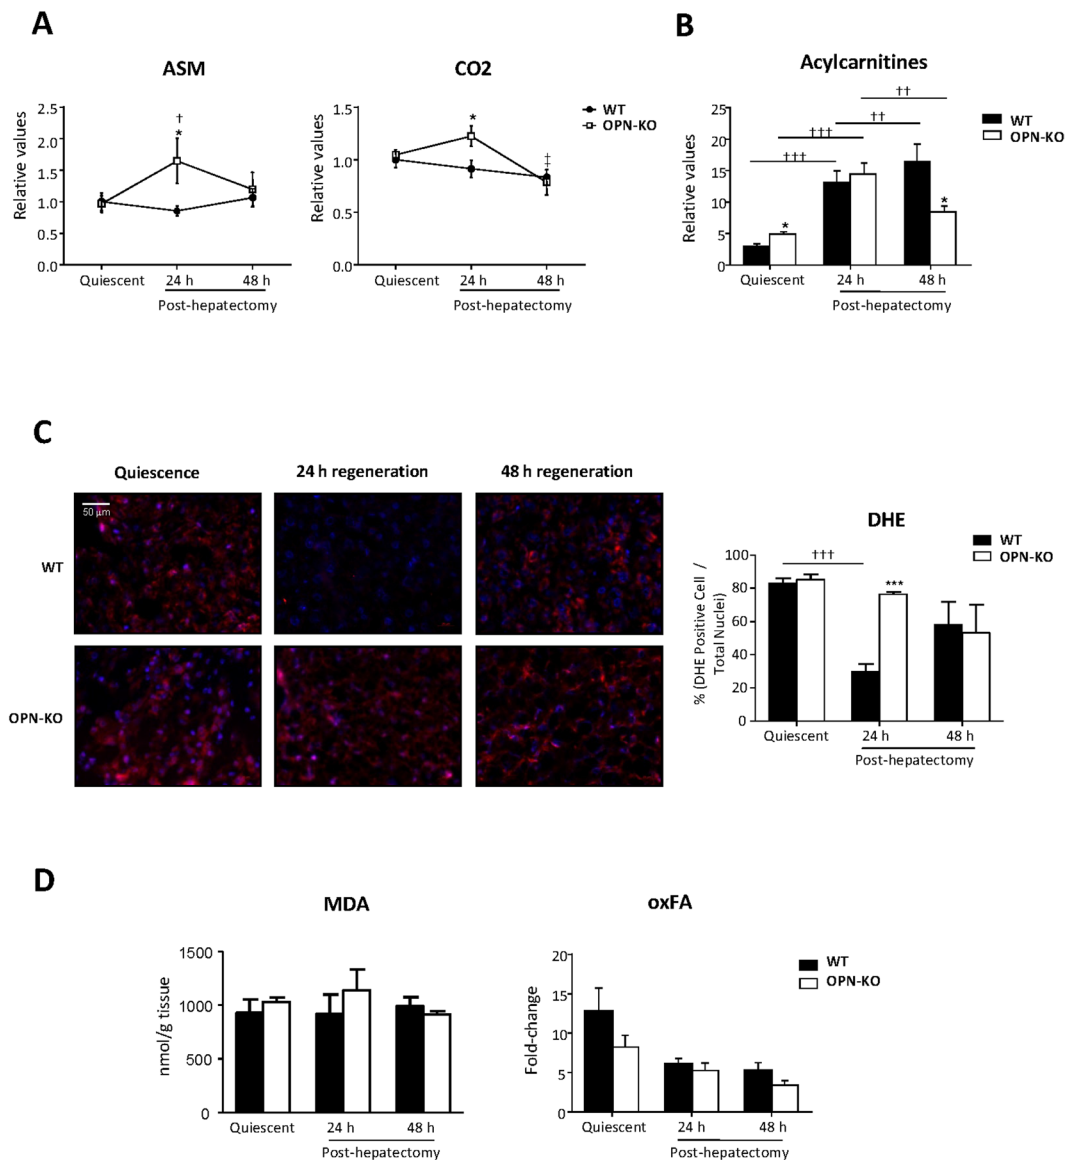 A
ASM
Relative values
2.5
2.0
1.5
1.0
0.5
0.0
†
*
Quiescent
24 h
48 h
Post-hepatectomy
CO2
Relative values
1.5
1.0
0.5
0.0
*
‡
Quiescent
24 h
48 h
Post-hepatectomy
WT
OPN-KO
B
Acylcarnitines
Relative values
25
20
15
10
5
0
†††
†††
††
††
*
*
Quiescent
24 h
48 h
Post-hepatectomy
WT
OPN-KO
C
Quiescence
24 h regeneration
48 h regeneration
50 µm
WT
OPN-KO
DHE
WT
OPN-KO
% (DHE Positive Cell /
Total Nuclei)
100
80
60
40
20
0
†††
***
Quiescent
24 h
48 h
Post-hepatectomy
D
MDA
nmol/g tissue
1500
1000
500
0
Quiescent
24 h
48 h
Post-hepatectomy
oxFA
Fold-change
20
15
10
5
0
Quiescent
24 h
48 h
Post-hepatectomy
WT
OPN-KO